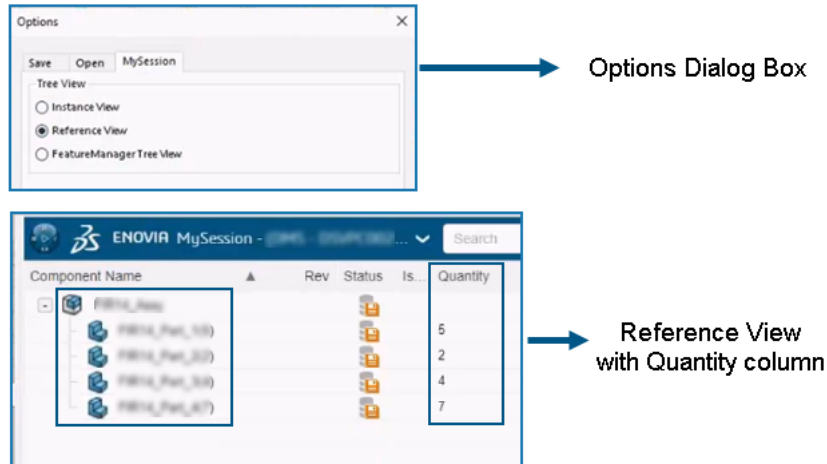 Options
Save Open MySession
Tree View
Instance View
Reference View
FeatureManager Tree View
Options Dialog Box
ENOVIA MySession - ... Search
Component Name Rev Status Is... Quantity
5
2
4
7
Reference View
with Quantity column